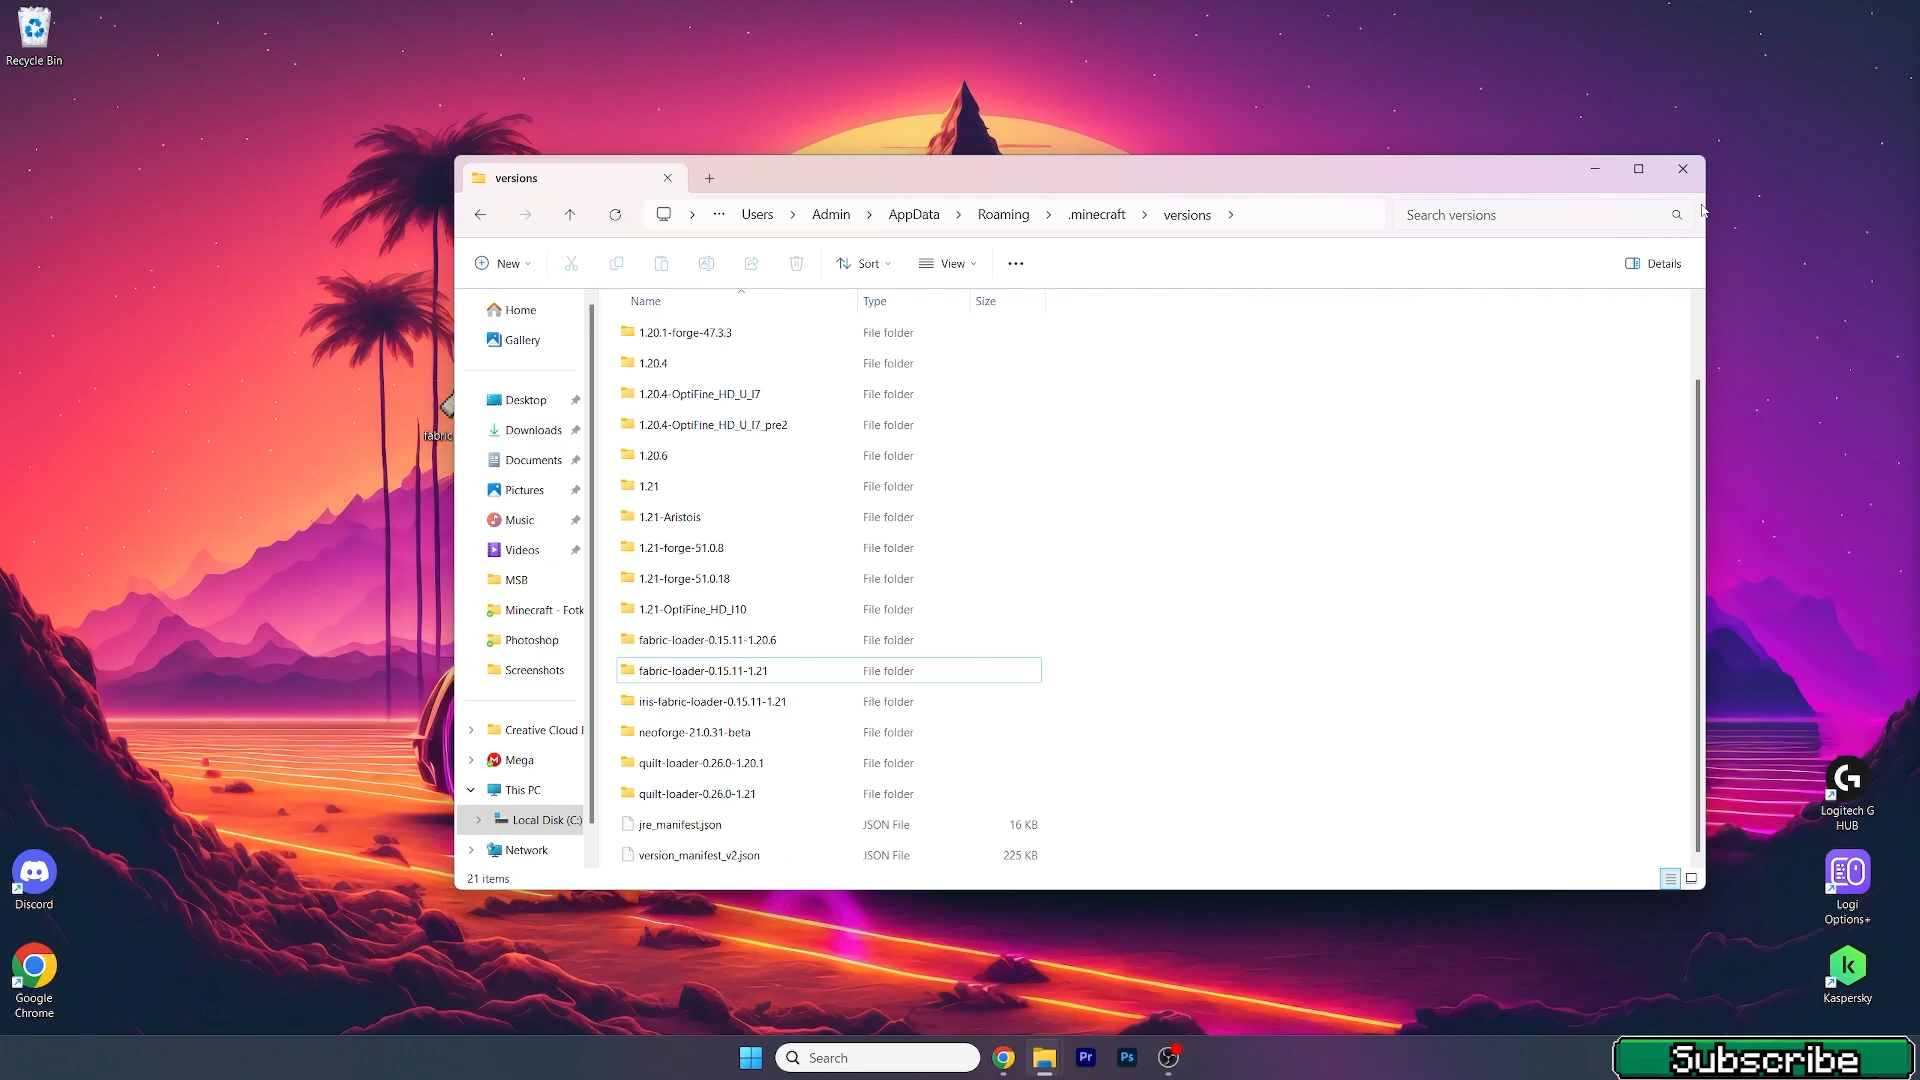 Recycle Bin
versions
Users
Admin
AppData
Roaming
.minecraft
versions
Search versions
New
Sort
View
Details
Name
Type
Size
Home
Gallery
Desktop
Downloads
Documents
Pictures
Music
Videos
MSB
Minecraft - Fotk
Photoshop
Screenshots
Creative Cloud
Mega
This PC
Local Disk (C:)
Network
1.20.1-forge-47.3.3 File folder
1.20.4 File folder
1.20.4-OptiFine_HD_U_I7 File folder
1.20.4-OptiFine_HD_U_I7_pre2 File folder
1.20.6 File folder
1.21 File folder
1.21-Aristois File folder
1.21-forge-51.0.8 File folder
1.21-forge-51.0.18 File folder
1.21-OptiFine_HD_I10 File folder
fabric-loader-0.15.11-1.20.6 File folder
fabric-loader-0.15.11-1.21 File folder
iris-fabric-loader-0.15.11-1.21 File folder
neoforge-21.0.31-beta File folder
quilt-loader-0.26.0-1.20.1 File folder
quilt-loader-0.26.0-1.21 File folder
jre_manifest.json JSON File 16 KB
version_manifest_v2.json JSON File 225 KB
21 items
fabric
Discord
Google
Chrome
Logitech G
HUB
Logi
Options+
Kaspersky
Search
Pr
Ps
Subscribe